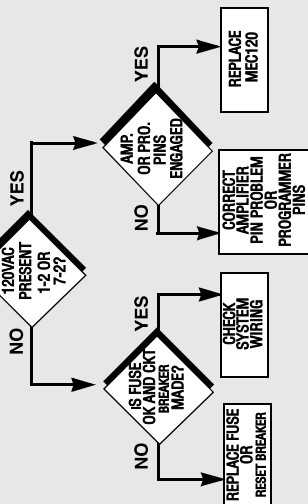 120VAC
PRESENT
1-2 OR
7-2?
NO
YES
IS FUSE
OK AND CKT
BREAKER
MADE?
NO
YES
AMP.
OR PRO.
PINS
ENGAGED
NO
YES
REPLACE FUSE
OR
RESET BREAKER
CHECK
SYSTEM
WIRING
CORRECT
AMPLIFIER
PIN PROBLEM
OR
PROGRAMMER
PINS
REPLACE
MEC120